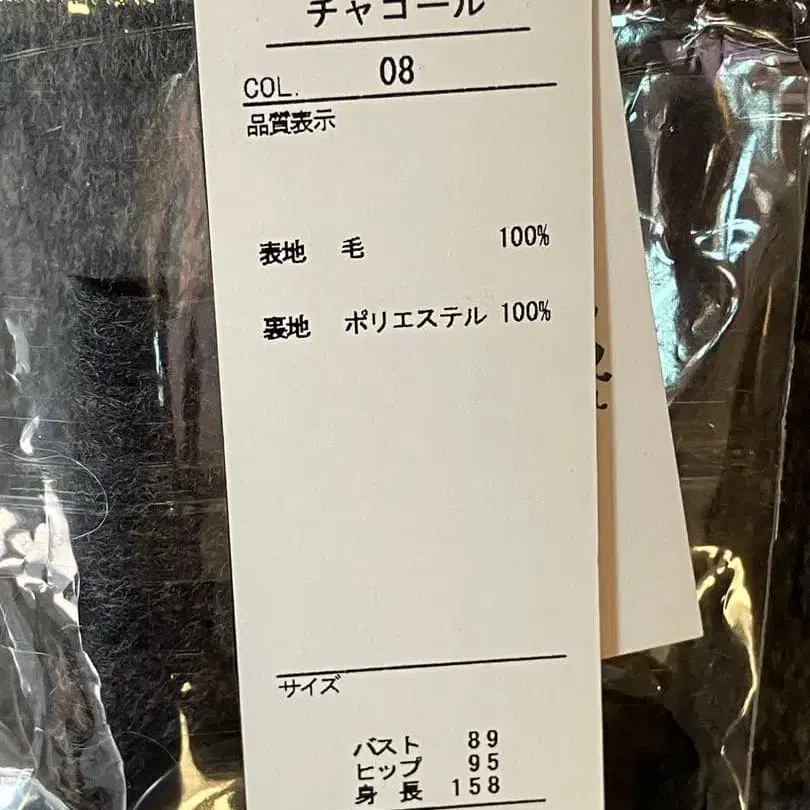 チャコール
COL. 08
品質表示
表地 毛 100%
裏地 ポリエステル 100%
サイズ
バスト 89
ヒップ 95
身長 158